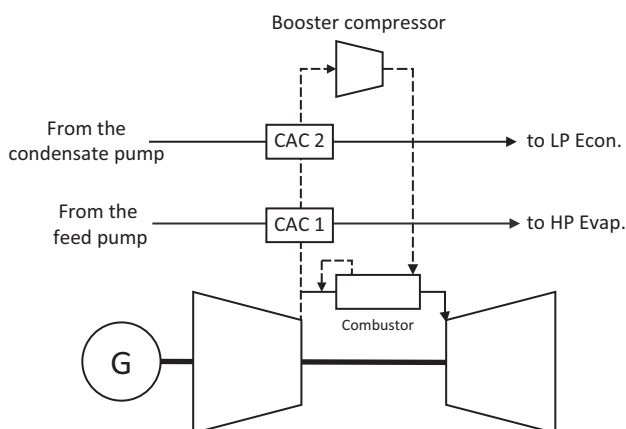 Booster compressor
From the
condensate pump
CAC 2
to LP Econ.
From the
feed pump
CAC 1
to HP Evap.
Combustor
G